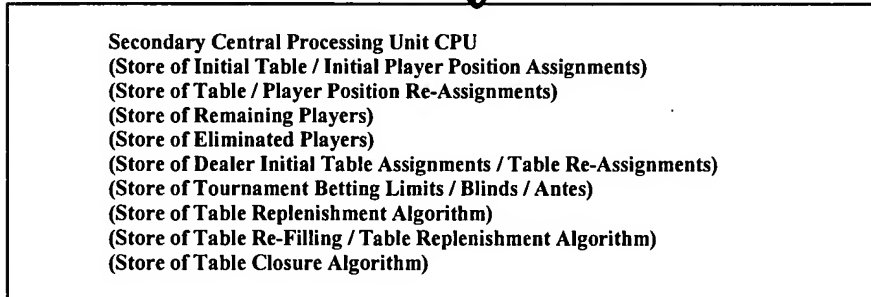 Secondary Central Processing Unit CPU
(Store of Initial Table / Initial Player Position Assignments)
(Store of Table / Player Position Re-Assignments)
(Store of Remaining Players)
(Store of Eliminated Players)
(Store of Dealer Initial Table Assignments / Table Re-Assignments)
(Store of Tournament Betting Limits / Blinds / Antes)
(Store of Table Replenishment Algorithm)
(Store of Table Re-Filling / Table Replenishment Algorithm)
(Store of Table Closure Algorithm)